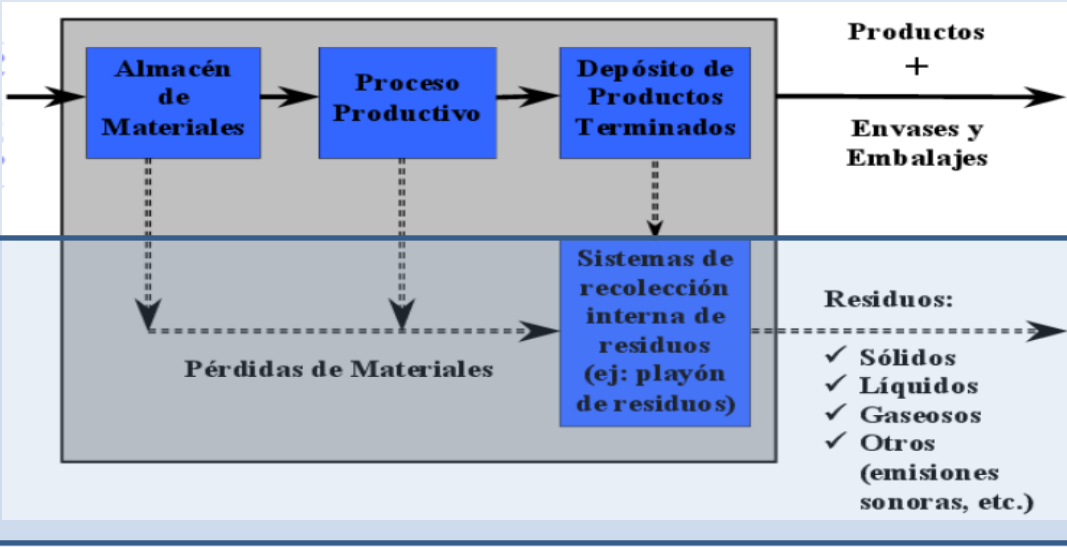 Almacén
de
Materiales
Proceso
Productivo
Depósito de
Productos
Terminados
Productos
+
Envases y
Embalajes
Sistemas de
recolección
interna de
residuos
(ej: playón
de residuos)
Pérdidas de Materiales
Residuos:
✓ Sólidos
✓ Líquidos
✓ Gaseosos
✓ Otros
(emisiones
sonoras, etc.)